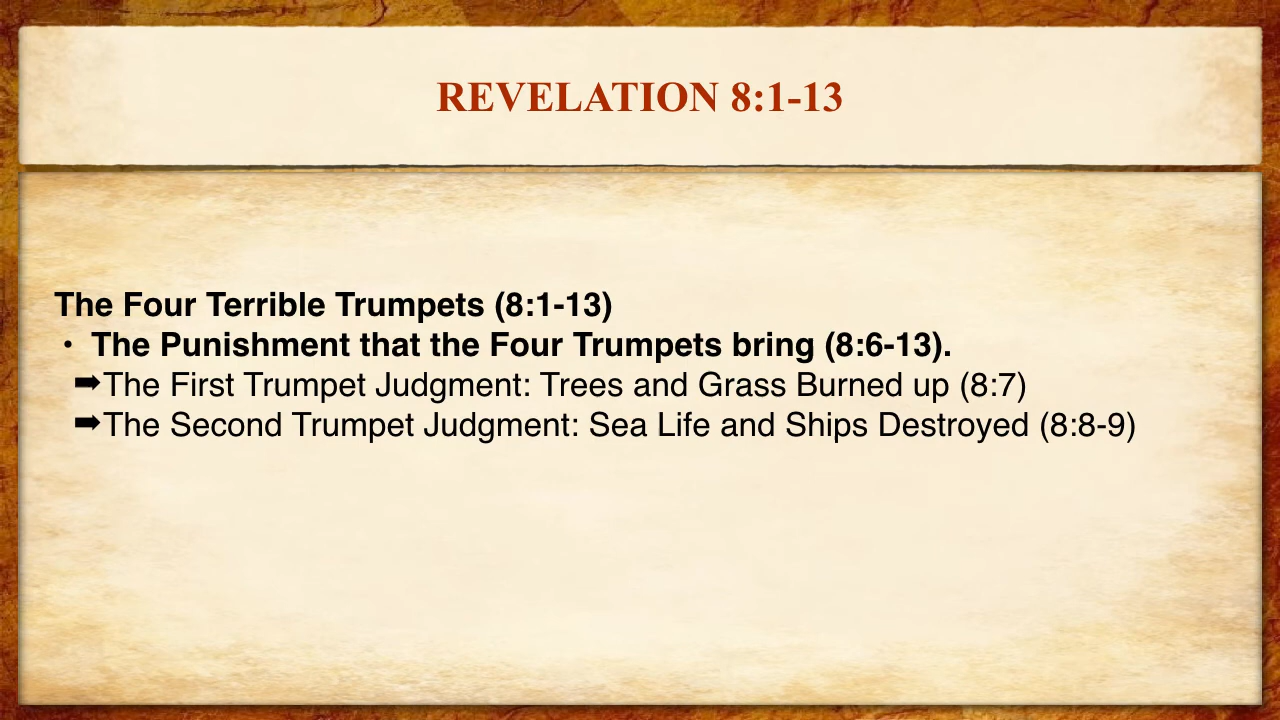 REVELATION 8:1-13
The Four Terrible Trumpets (8:1-13)
• The Punishment that the Four Trumpets bring (8:6-13).
➡The First Trumpet Judgment: Trees and Grass Burned up (8:7)
➡The Second Trumpet Judgment: Sea Life and Ships Destroyed (8:8-9)